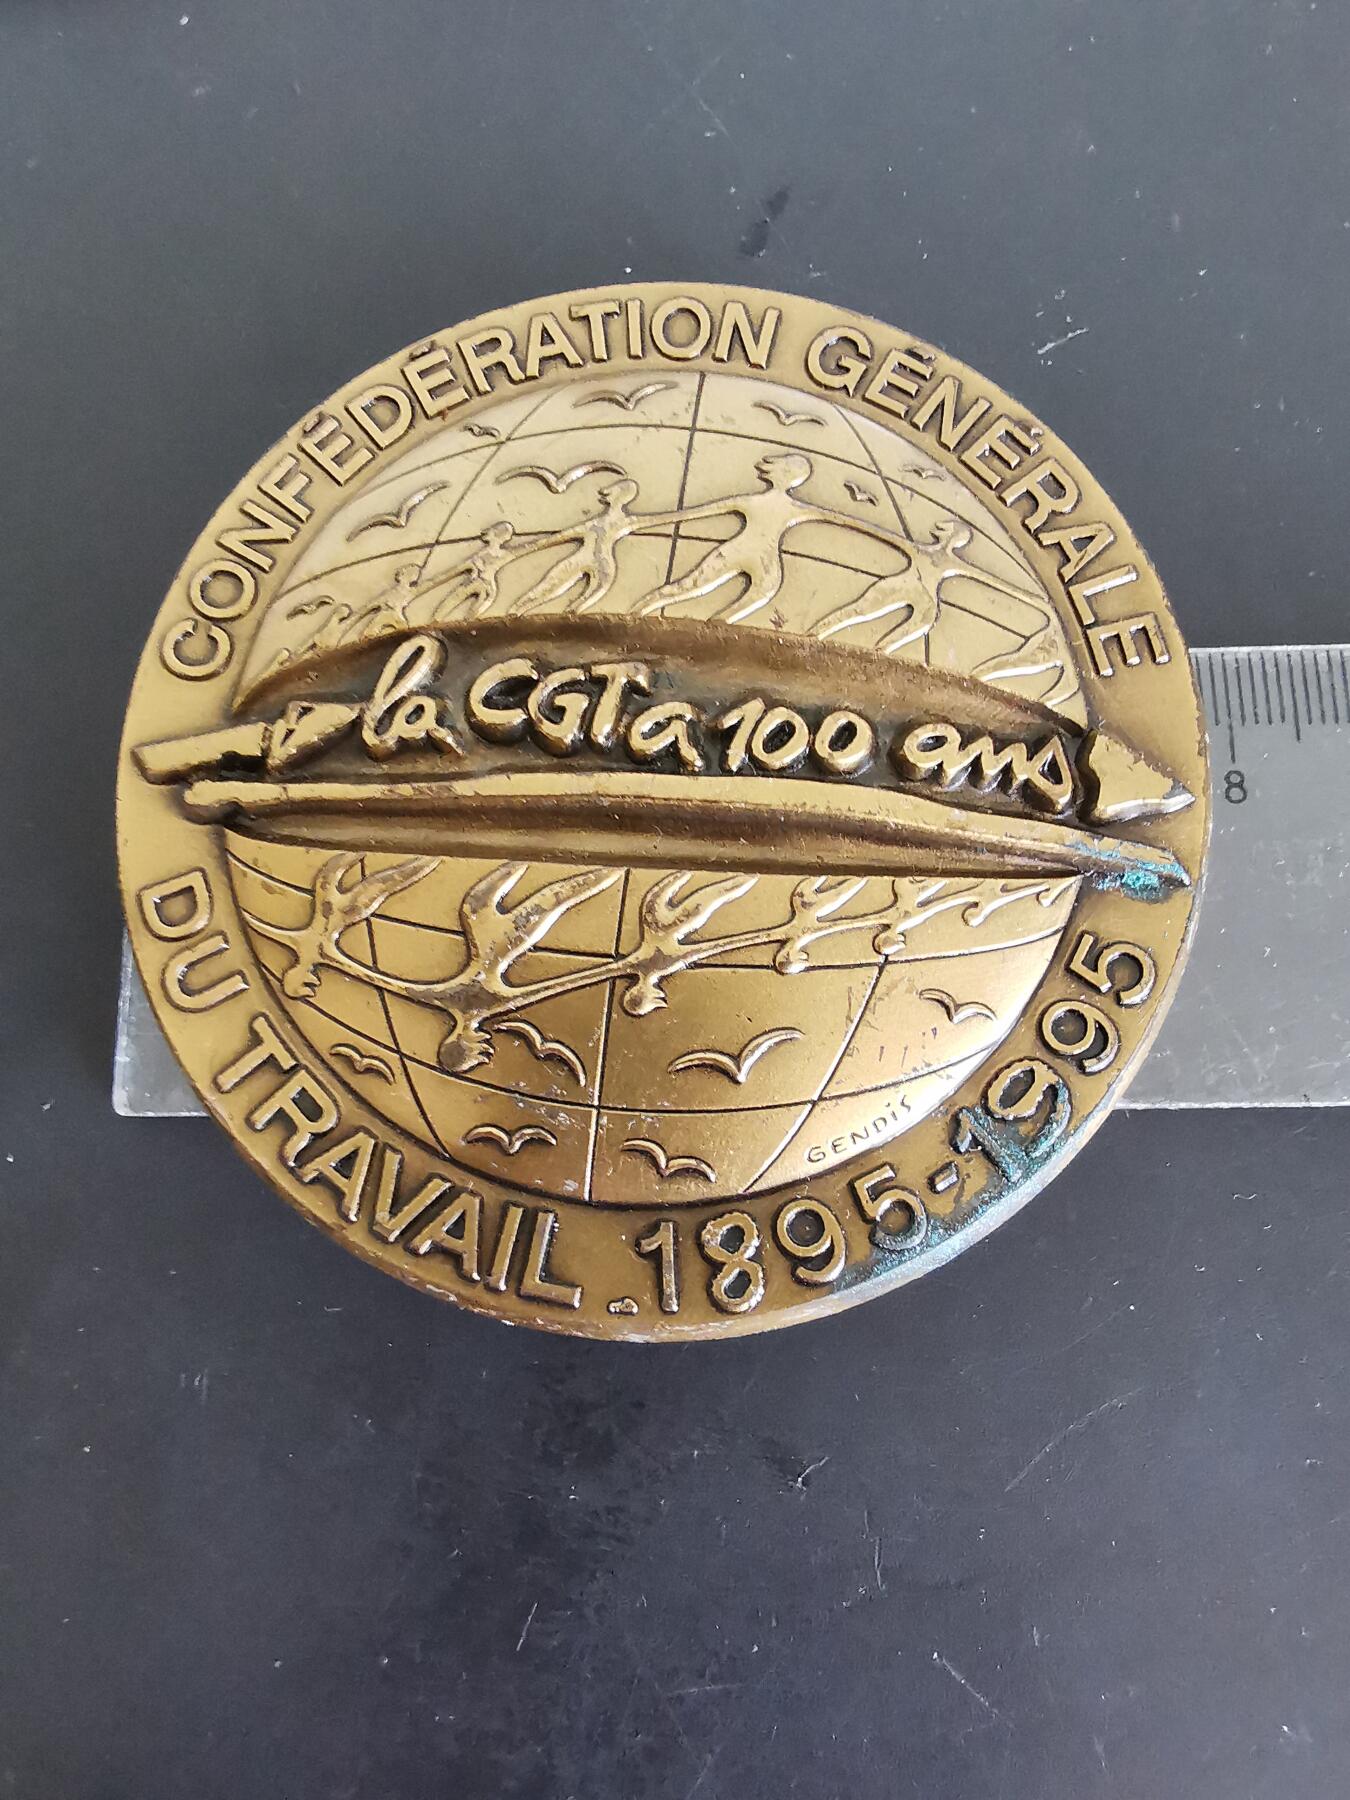 CONFÉDÉRATION GÉNÉRALE
la CGT a 100 ans
DU TRAVAIL . 1895-1995
GENDIS
8